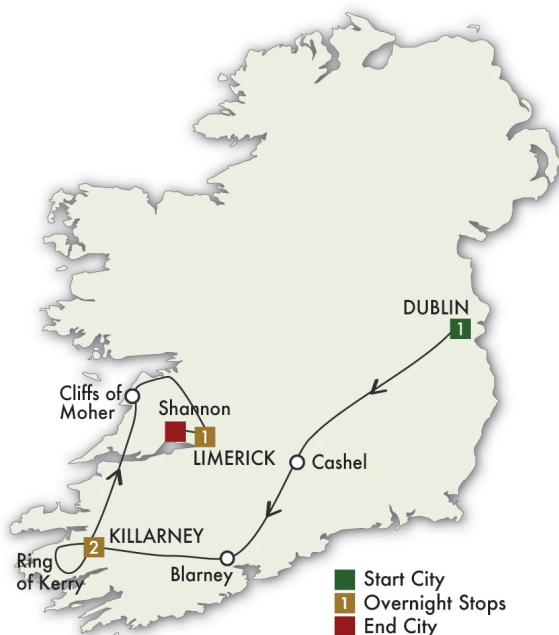 DUBLIN
1
Cliffs of
Moher
Shannon
1
LIMERICK
Cashel
KILLARNEY
2
Ring
of Kerry
Blarney
Start City
1 Overnight Stops
End City